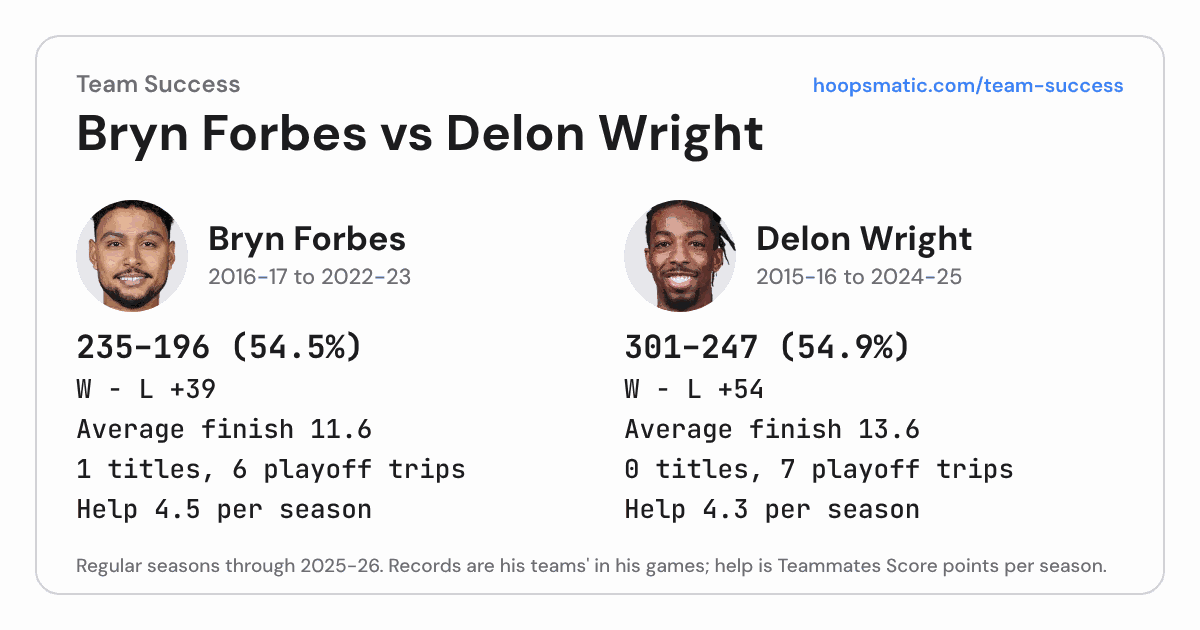 Team Success
hoopsmatic.com/team-success
Bryn Forbes vs Delon Wright
Bryn Forbes
2016-17 to 2022-23
235-196 (54.5%)
W - L +39
Average finish 11.6
1 titles, 6 playoff trips
Help 4.5 per season
Delon Wright
2015-16 to 2024-25
301-247 (54.9%)
W - L +54
Average finish 13.6
0 titles, 7 playoff trips
Help 4.3 per season
Regular seasons through 2025-26. Records are his teams' in his games; help is Teammates Score points per season.